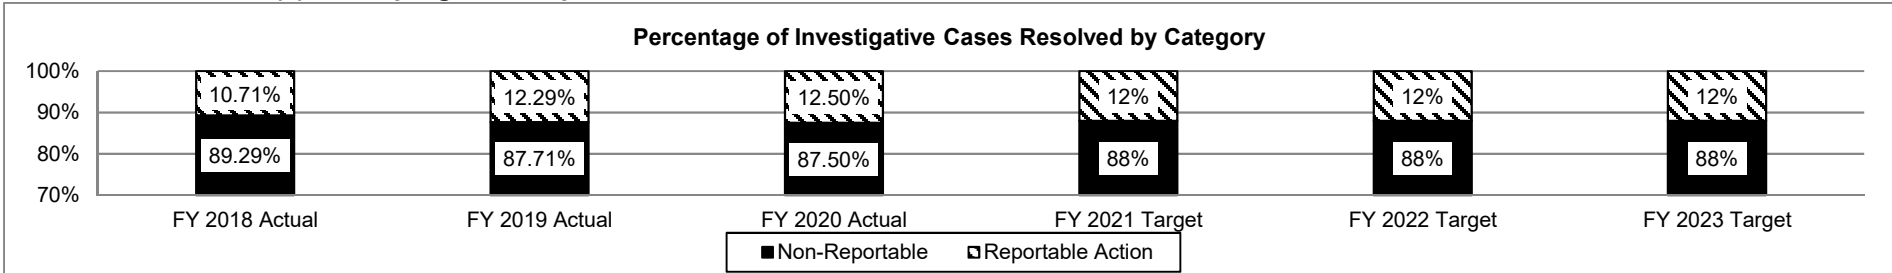 Percentage of Investigative Cases Resolved by Category
100%
10.71% 12.29% 12.50% 12% 12% 12%
90%
80%
89.29% 87.71% 87.50% 88% 88% 88%
70%
FY 2018 Actual FY 2019 Actual FY 2020 Actual FY 2021 Target FY 2022 Target FY 2023 Target
Non-Reportable Reportable Action